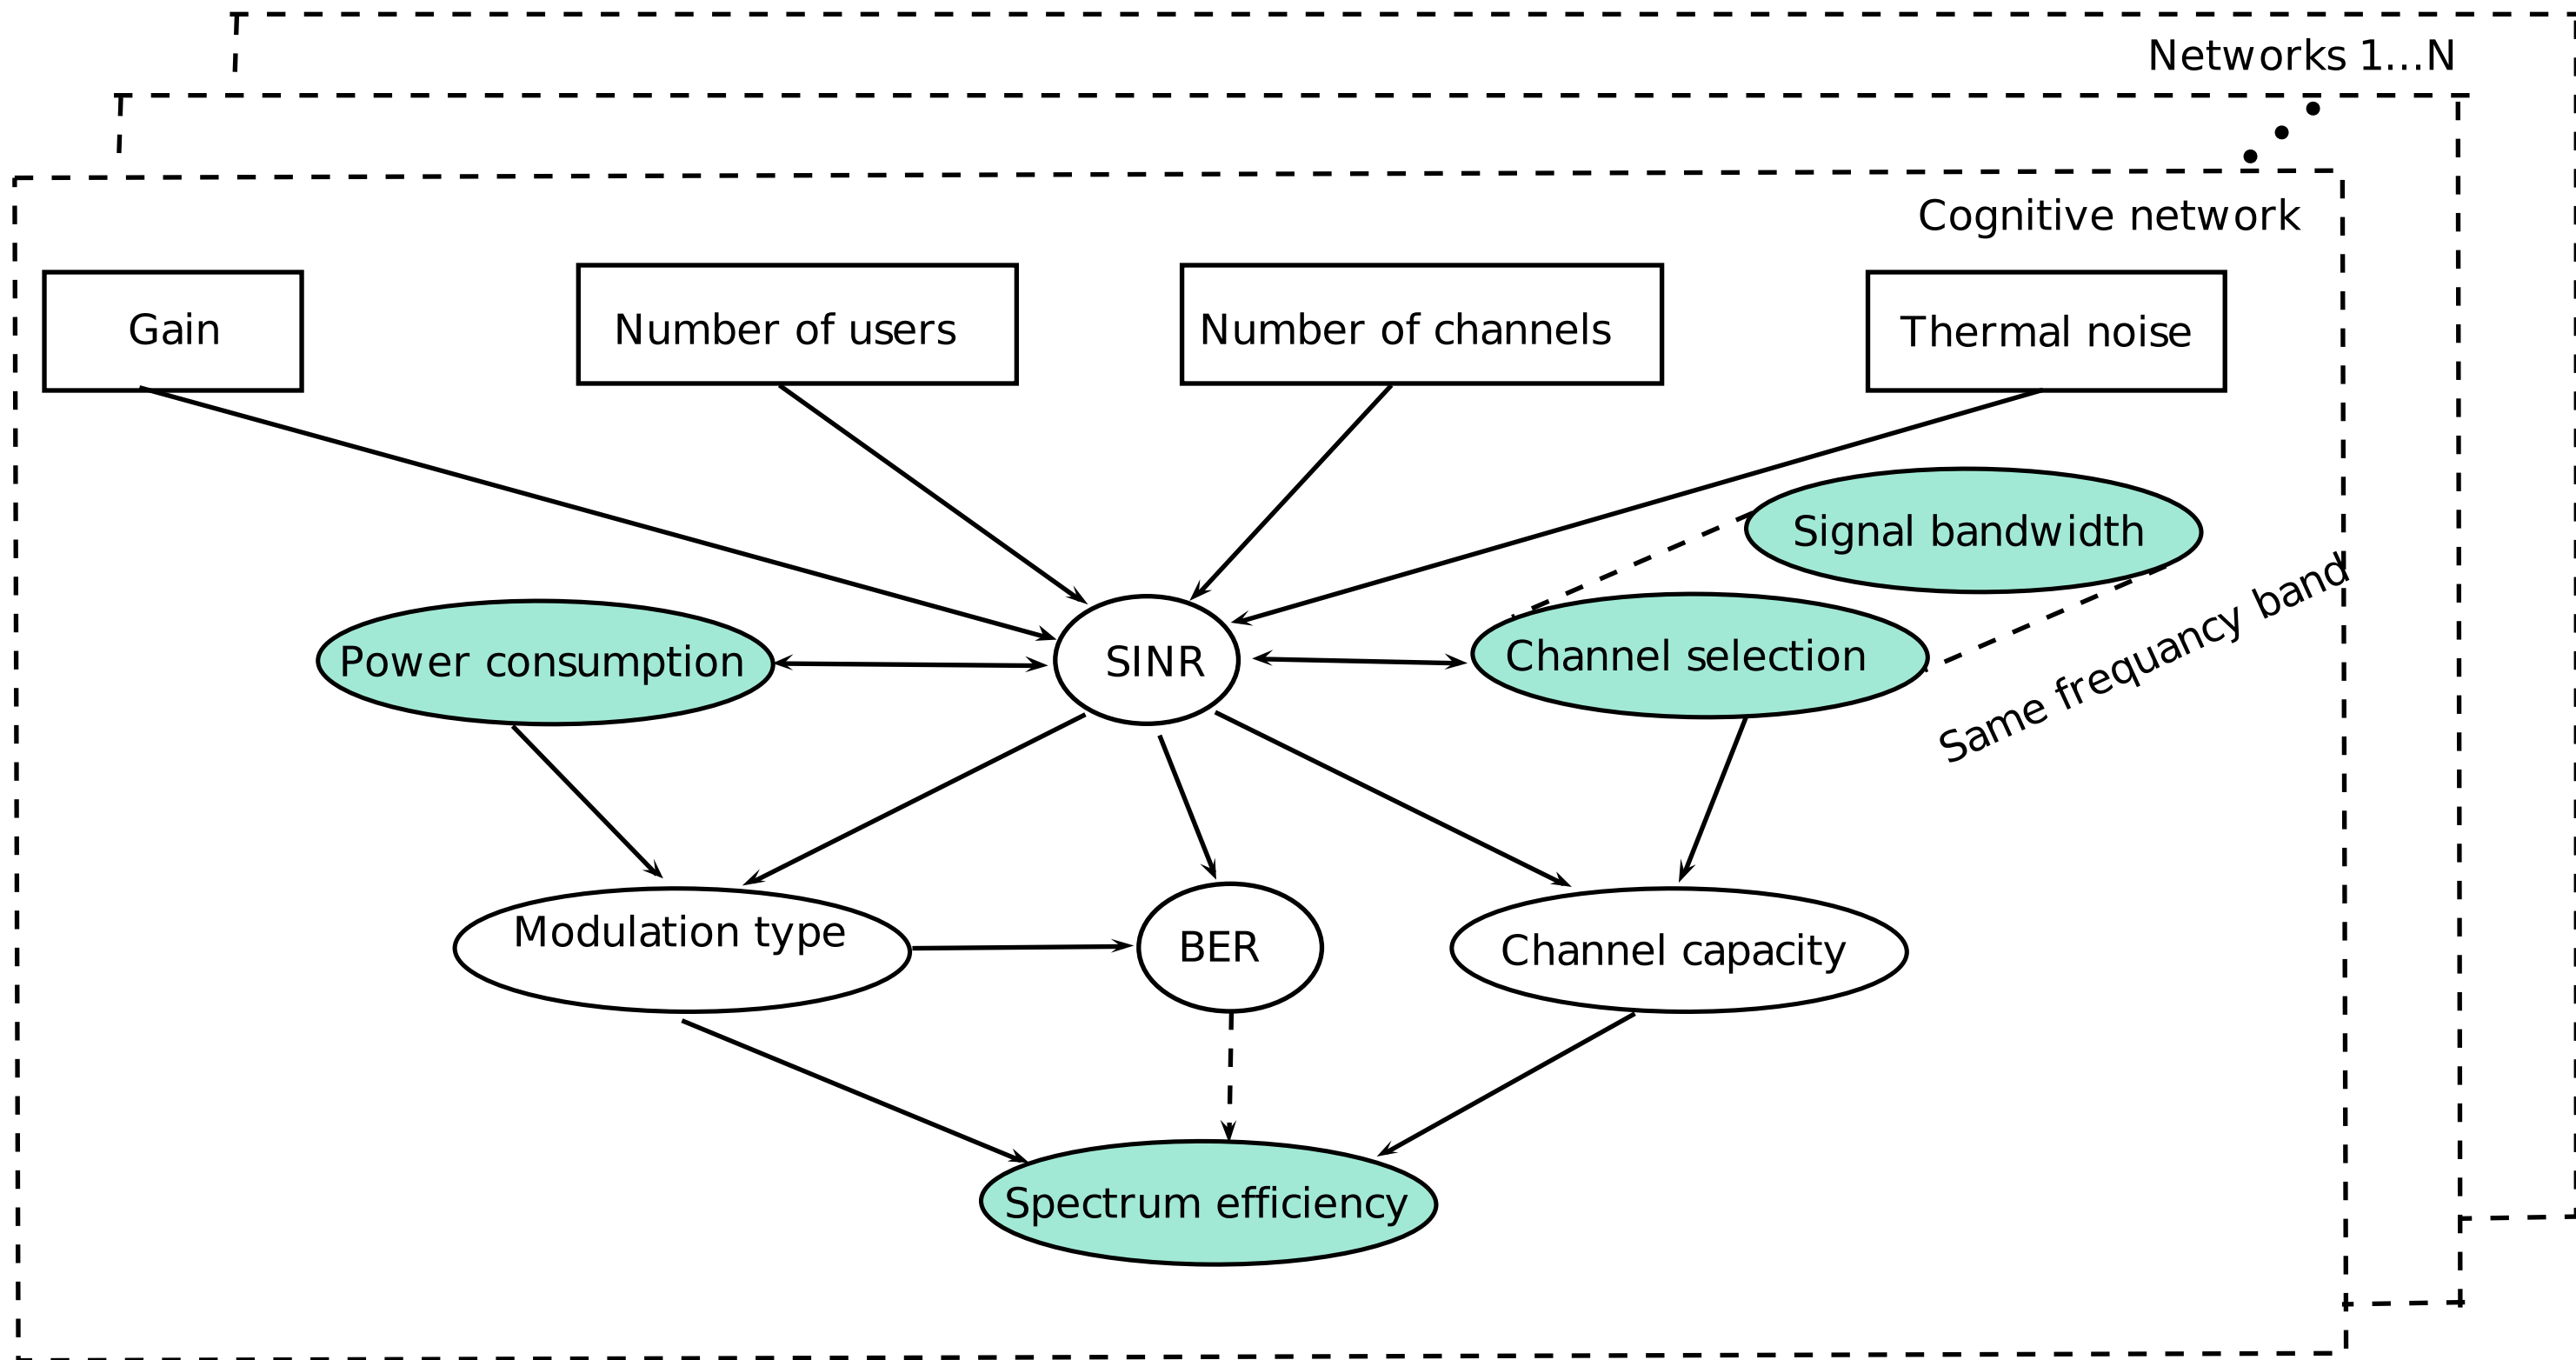 Networks 1...N
Cognitive network
Gain
Number of users
Number of channels
Thermal noise
Signal bandwidth
Same frequancy band
Power consumption
SINR
Channel selection
Modulation type
BER
Channel capacity
Spectrum efficiency